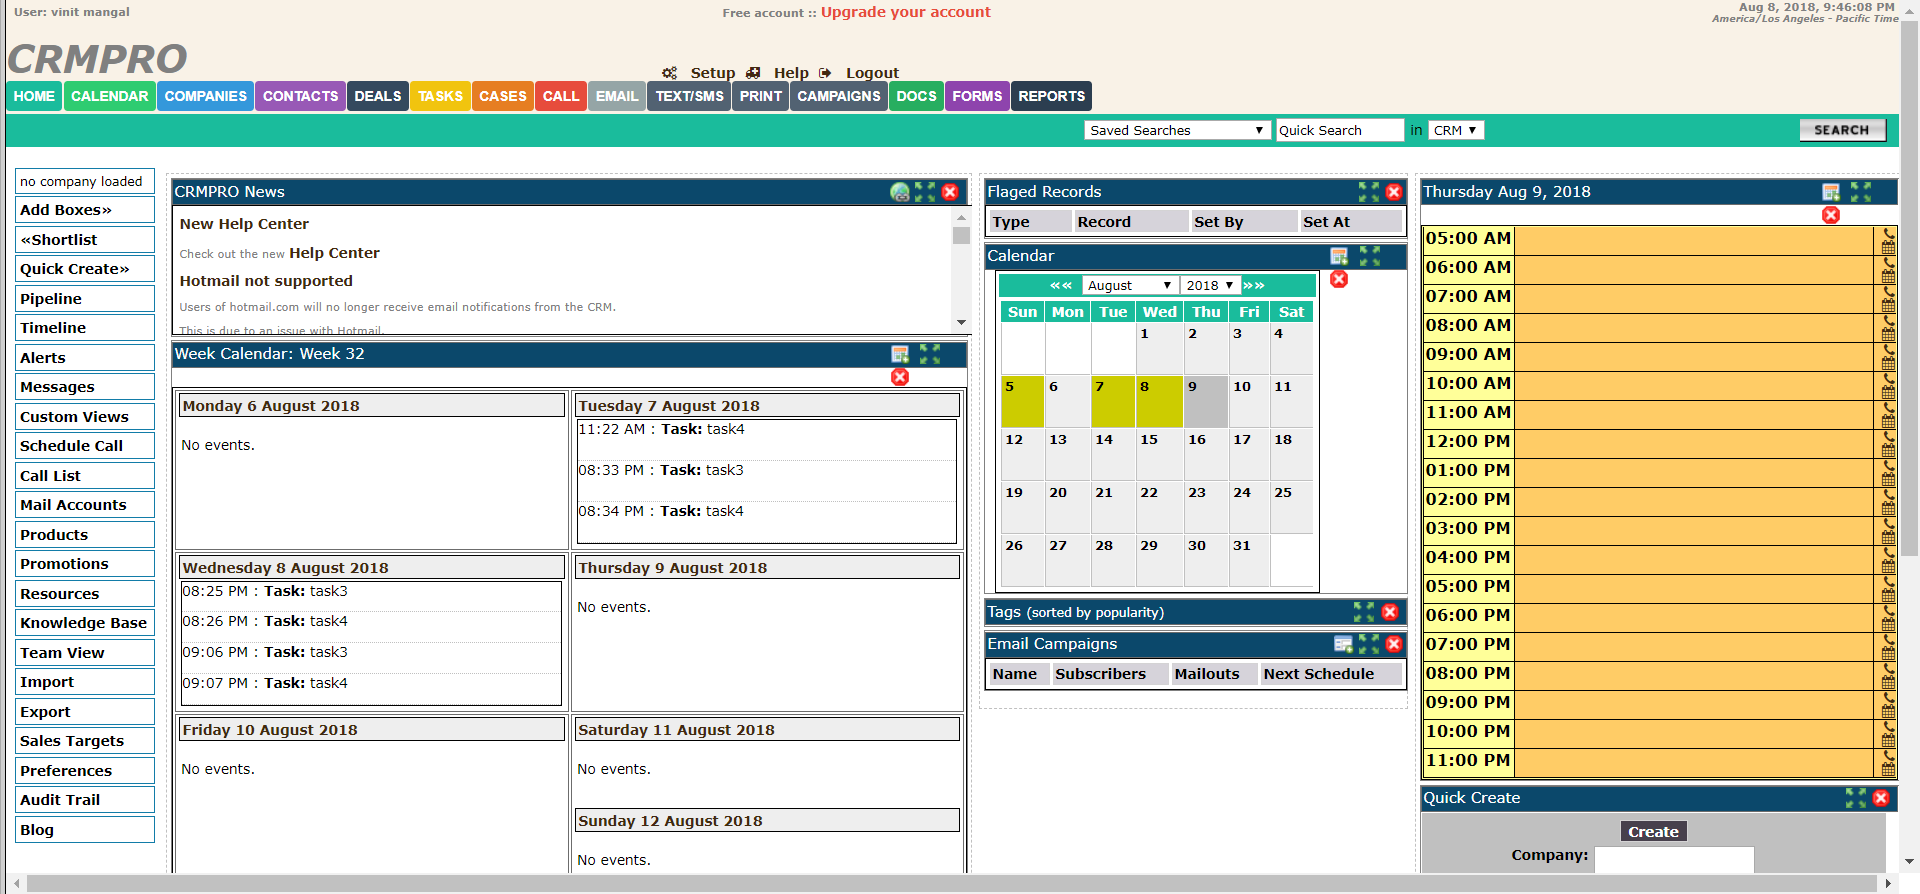 User: vinit mangal
Free account :: Upgrade your account
Aug 8, 2018, 9:46:08 PM
America/Los Angeles - Pacific Time
CRMPRO
Setup Help Logout
HOME CALENDAR COMPANIES CONTACTS DEALS TASKS CASES CALL EMAIL TEXT/SMS PRINT CAMPAIGNS DOCS FORMS REPORTS
Saved Searches Quick Search in CRM SEARCH
no company loaded
Add Boxes»
«Shortlist
Quick Create»
Pipeline
Timeline
Alerts
Messages
Custom Views
Schedule Call
Call List
Mail Accounts
Products
Promotions
Resources
Knowledge Base
Team View
Import
Export
Sales Targets
Preferences
Audit Trail
Blog
CRMPRO News
New Help Center
Check out the new Help Center
Hotmail not supported
Users of hotmail.com will no longer receive email notifications from the CRM.
This is due to an issue with Hotmail.
Week Calendar: Week 32
Monday 6 August 2018
No events.
Tuesday 7 August 2018
11:22 AM : Task: task4
08:33 PM : Task: task3
08:34 PM : Task: task4
Wednesday 8 August 2018
08:25 PM : Task: task3
08:26 PM : Task: task4
09:06 PM : Task: task3
09:07 PM : Task: task4
Thursday 9 August 2018
No events.
Friday 10 August 2018
No events.
Saturday 11 August 2018
No events.
Sunday 12 August 2018
No events.
Flaged Records
Type Record Set By Set At
Calendar
«« August 2018 »»
Sun Mon Tue Wed Thu Fri Sat
1 2 3 4
5 6 7 8 9 10 11
12 13 14 15 16 17 18
19 20 21 22 23 24 25
26 27 28 29 30 31
Tags (sorted by popularity)
Email Campaigns
Name Subscribers Mailouts Next Schedule
Thursday Aug 9, 2018
05:00 AM
06:00 AM
07:00 AM
08:00 AM
09:00 AM
10:00 AM
11:00 AM
12:00 PM
01:00 PM
02:00 PM
03:00 PM
04:00 PM
05:00 PM
06:00 PM
07:00 PM
08:00 PM
09:00 PM
10:00 PM
11:00 PM
Quick Create
Create
Company: